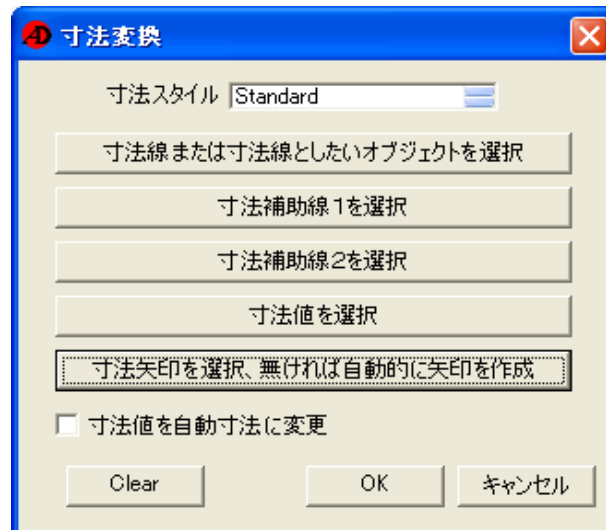 AD 寸法変換
寸法スタイル Standard
寸法線または寸法線としたいオブジェクトを選択
寸法補助線1を選択
寸法補助線2を選択
寸法値を選択
寸法矢印を選択、無ければ自動的に矢印を作成
寸法値を自動寸法に変更
Clear OK キャンセル